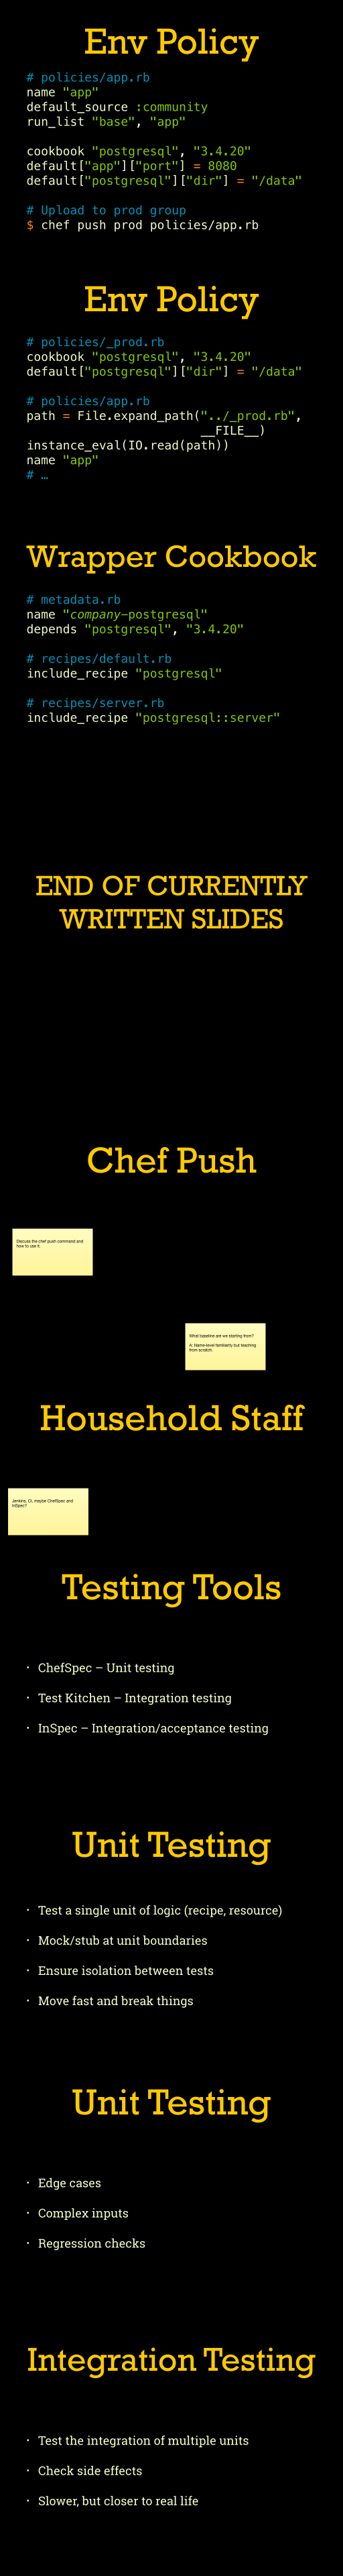 Env Policy
# policies/app.rb
name "app"
default_source :community
run_list "base", "app"
cookbook "postgresql", "3.4.20"
default["app"]["port"] = 8080
default["postgresql"]["dir"] = "/data"
# Upload to prod group
$ chef push prod policies/app.rb
Env Policy
# policies/_prod.rb
cookbook "postgresql", "3.4.20"
default["postgresql"]["dir"] = "/data"
# policies/app.rb
path = File.expand_path("../_prod.rb",
__FILE__)
instance_eval(IO.read(path))
name "app"
# …
Wrapper Cookbook
# metadata.rb
name "company-postgresql"
depends "postgresql", "3.4.20"
# recipes/default.rb
include_recipe "postgresql"
# recipes/server.rb
include_recipe "postgresql::server"
END OF CURRENTLY
WRITTEN SLIDES
Chef Push
Discuss the chef push command and
how to use it.
What baseline are we starting from?
A: Name-level familiarity but teaching
from scratch.
Household Staff
Jenkins, CI, maybe ChefSpec and
InSpec?
Testing Tools
• ChefSpec – Unit testing
• Test Kitchen – Integration testing
• InSpec – Integration/acceptance testing
Unit Testing
• Test a single unit of logic (recipe, resource)
• Mock/stub at unit boundaries
• Ensure isolation between tests
• Move fast and break things
Unit Testing
• Edge cases
• Complex inputs
• Regression checks
Integration Testing
• Test the integration of multiple units
• Check side effects
• Slower, but closer to real life